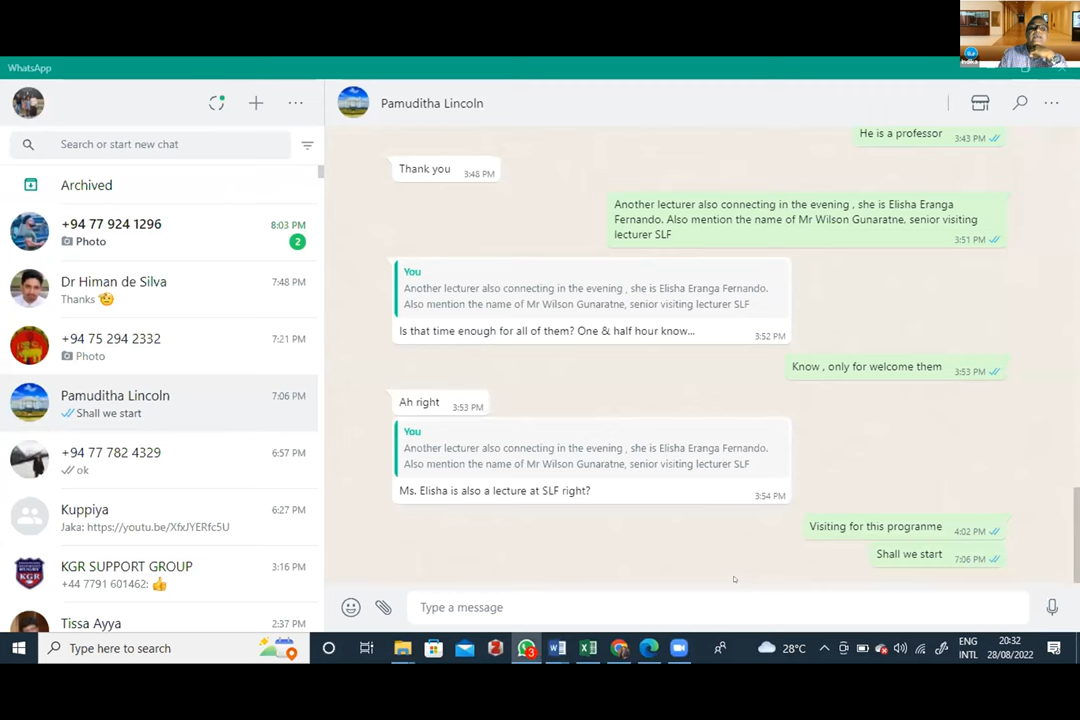 WhatsApp
Search or start new chat
Archived
+94 77 924 1296
8:03 PM
Photo
2
Dr Himan de Silva
7:48 PM
Thanks
+94 75 294 2332
7:21 PM
Photo
Pamuditha Lincoln
7:06 PM
Shall we start
+94 77 782 4329
6:57 PM
ok
Kuppiya
6:27 PM
Jaka: https://youtu.be/XfxJYERfc5U
KGR SUPPORT GROUP
3:16 PM
+44 7791 601462:
KGR
Tissa Ayya
2:37 PM
Pamuditha Lincoln
He is a professor
3:43 PM
Thank you
3:48 PM
Another lecturer also connecting in the evening , she is Elisha Eranga
Fernando. Also mention the name of Mr Wilson Gunaratne. senior visiting
lecturer SLF
3:51 PM
You
Another lecturer also connecting in the evening , she is Elisha Eranga Fernando.
Also mention the name of Mr Wilson Gunaratne, senior visiting lecturer SLF
Is that time enough for all of them? One & half hour know...
3:52 PM
Know , only for welcome them
3:53 PM
Ah right
3:53 PM
You
Another lecturer also connecting in the evening , she is Elisha Eranga Fernando.
Also mention the name of Mr Wilson Gunaratne, senior visiting lecturer SLF
Ms. Elisha is also a lecture at SLF right?
3:54 PM
Visiting for this progranme
4:02 PM
Shall we start
7:06 PM
Type a message
Type here to search
3
28°C
ENG
INTL
20:32
28/08/2022